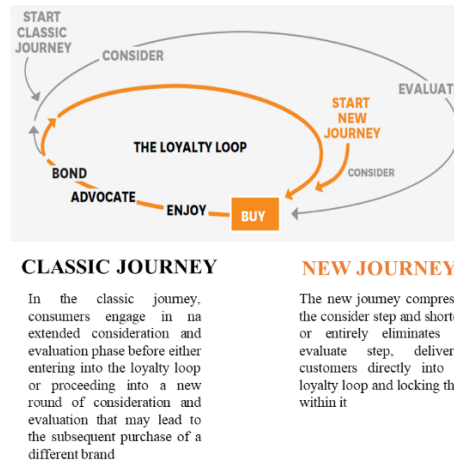 START
CLASSIC
JOURNEY
CONSIDER
EVALUAT
START
NEW
JOURNEY
THE LOYALTY LOOP
CONSIDER
BOND
ADVOCATE
ENJOY
BUY
CLASSIC JOURNEY
In the classic journey,
consumers engage in na
extended consideration and
evaluation phase before either
entering into the loyalty loop
or proceeding into a new
round of consideration and
evaluation that may lead to
the subsequent purchase of a
different brand
NEW JOURNEY
The new journey compres
the consider step and shorte
or entirely eliminates
evaluate step, deliver
customers directly into
loyalty loop and locking th
within it